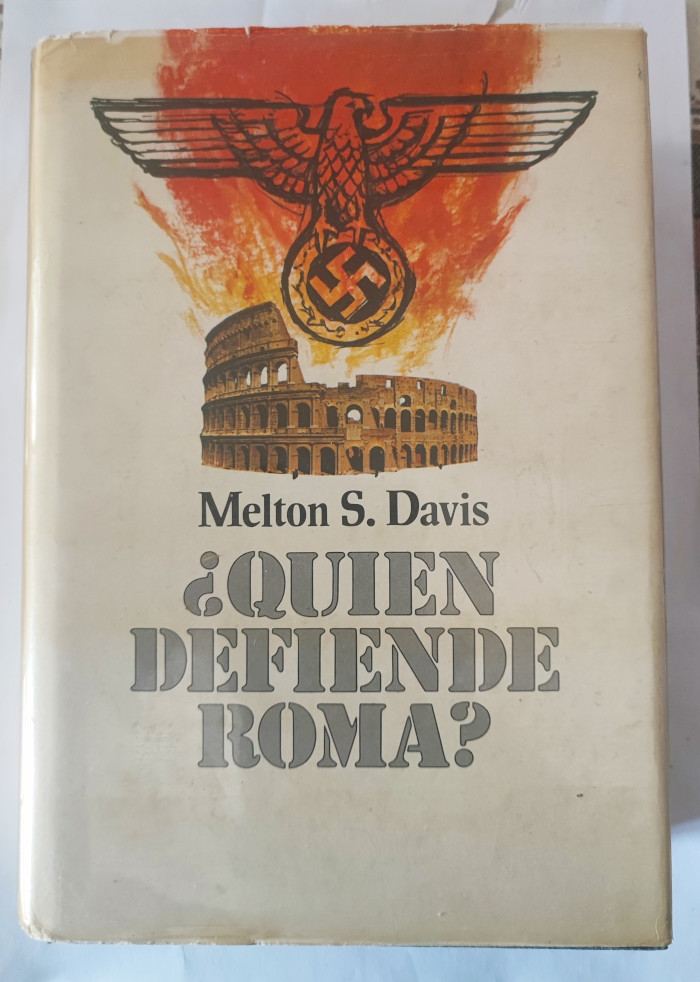 Melton S. Davis
¿QUIEN
DEFIENDE
ROMA?